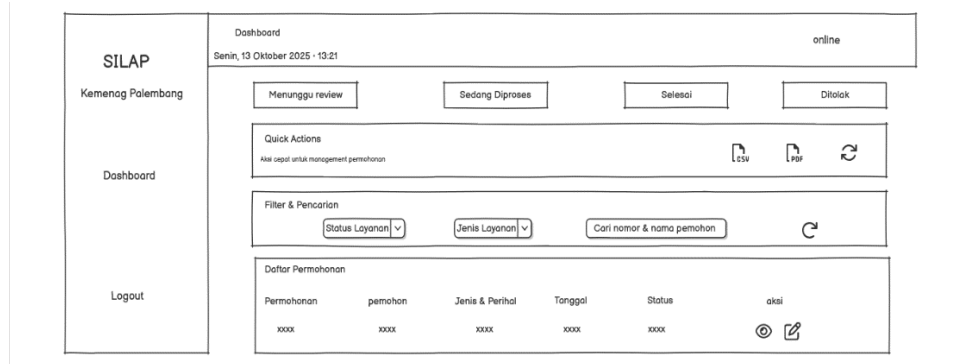 SILAP
Kemenag Palembang
Dashboard
Logout
Dashboard
online
Senin, 13 Oktober 2025 - 13:21
Menunggu review Sedang Diproses Selesai Ditolak
Quick Actions
Aksi cepat untuk management permohonan
CSV PDF
Filter & Pencarian
Status Layanan Jenis Layanan Cari nomor & nama pemohon
Daftar Permohonan
Permohonan pemohon Jenis & Perihal Tanggal Status aksi
xxxx xxxx xxxx xxxx xxxx